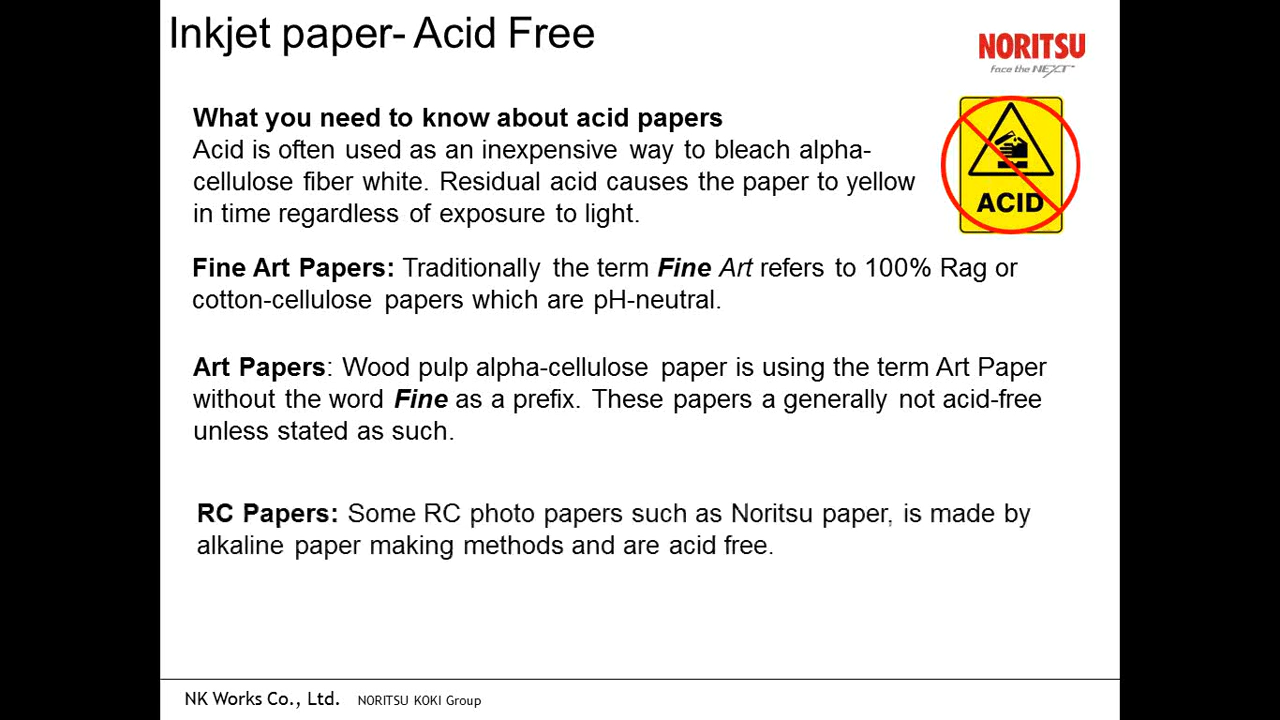 Inkjet paper- Acid Free
NORITSU
face the NEXT™
What you need to know about acid papers
Acid is often used as an inexpensive way to bleach alpha-
cellulose fiber white. Residual acid causes the paper to yellow
in time regardless of exposure to light.
ACID
Fine Art Papers: Traditionally the term Fine Art refers to 100% Rag or
cotton-cellulose papers which are pH-neutral.
Art Papers: Wood pulp alpha-cellulose paper is using the term Art Paper
without the word Fine as a prefix. These papers a generally not acid-free
unless stated as such.
RC Papers: Some RC photo papers such as Noritsu paper, is made by
alkaline paper making methods and are acid free.
NK Works Co., Ltd. NORITSU KOKI Group